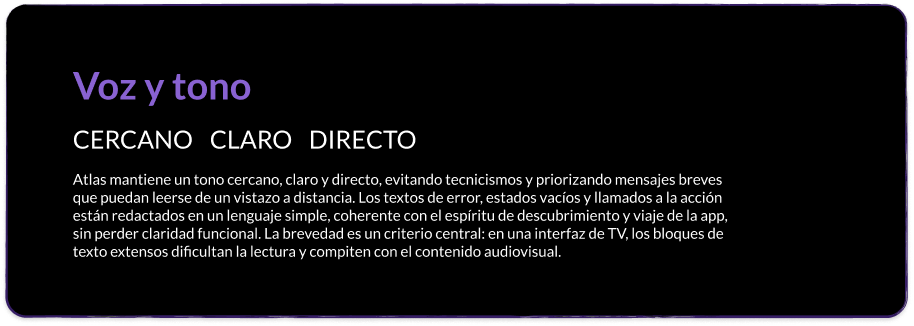 Voz y tono
CERCANO CLARO DIRECTO
Atlas mantiene un tono cercano, claro y directo, evitando tecnicismos y priorizando mensajes breves
que puedan leerse de un vistazo a distancia. Los textos de error, estados vacíos y llamados a la acción
están redactados en un lenguaje simple, coherente con el espíritu de descubrimiento y viaje de la app,
sin perder claridad funcional. La brevedad es un criterio central: en una interfaz de TV, los bloques de
texto extensos dificultan la lectura y compiten con el contenido audiovisual.